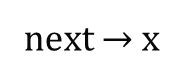 next → x